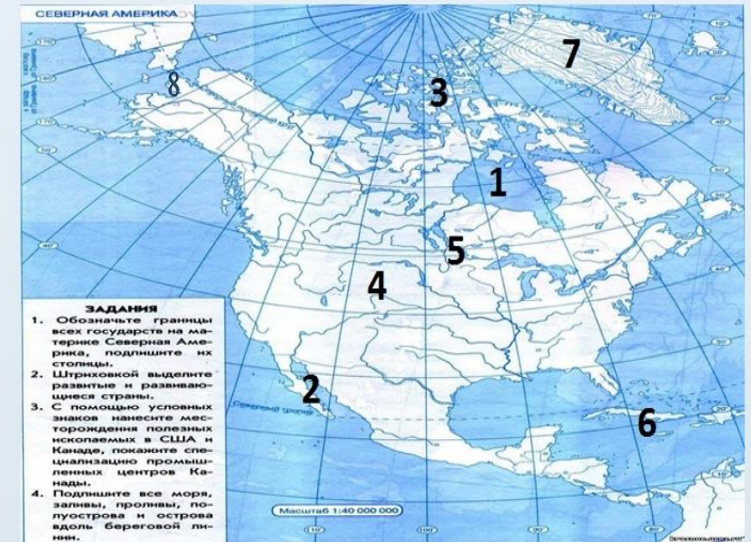 СЕВЕРНАЯ АМЕРИКА
7
8
3
1
5
4
2
6
Северный тропик
ЗАДАНИЯ
1. Обозначьте границы
всех государств на ма-
терике Северная Аме-
рика, подпишите их
столицы.
2. Штриховкой выделите
развитые и развиваю-
щиеся страны.
3. С помощью условных
знаков нанесите мес-
торождения полезных
ископаемых в США и
Канаде, покажите спе-
циализацию промыш-
ленных центров Ка-
нады.
4. Подпишите все моря,
заливы, проливы, по-
луострова и острова
вдоль береговой ли-
нии.
Масштаб 1:40 000 000